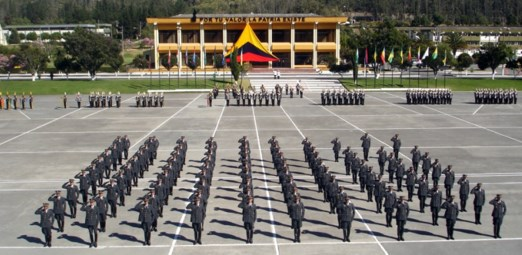 POR TU VALOR LA PATRIA EXISTE